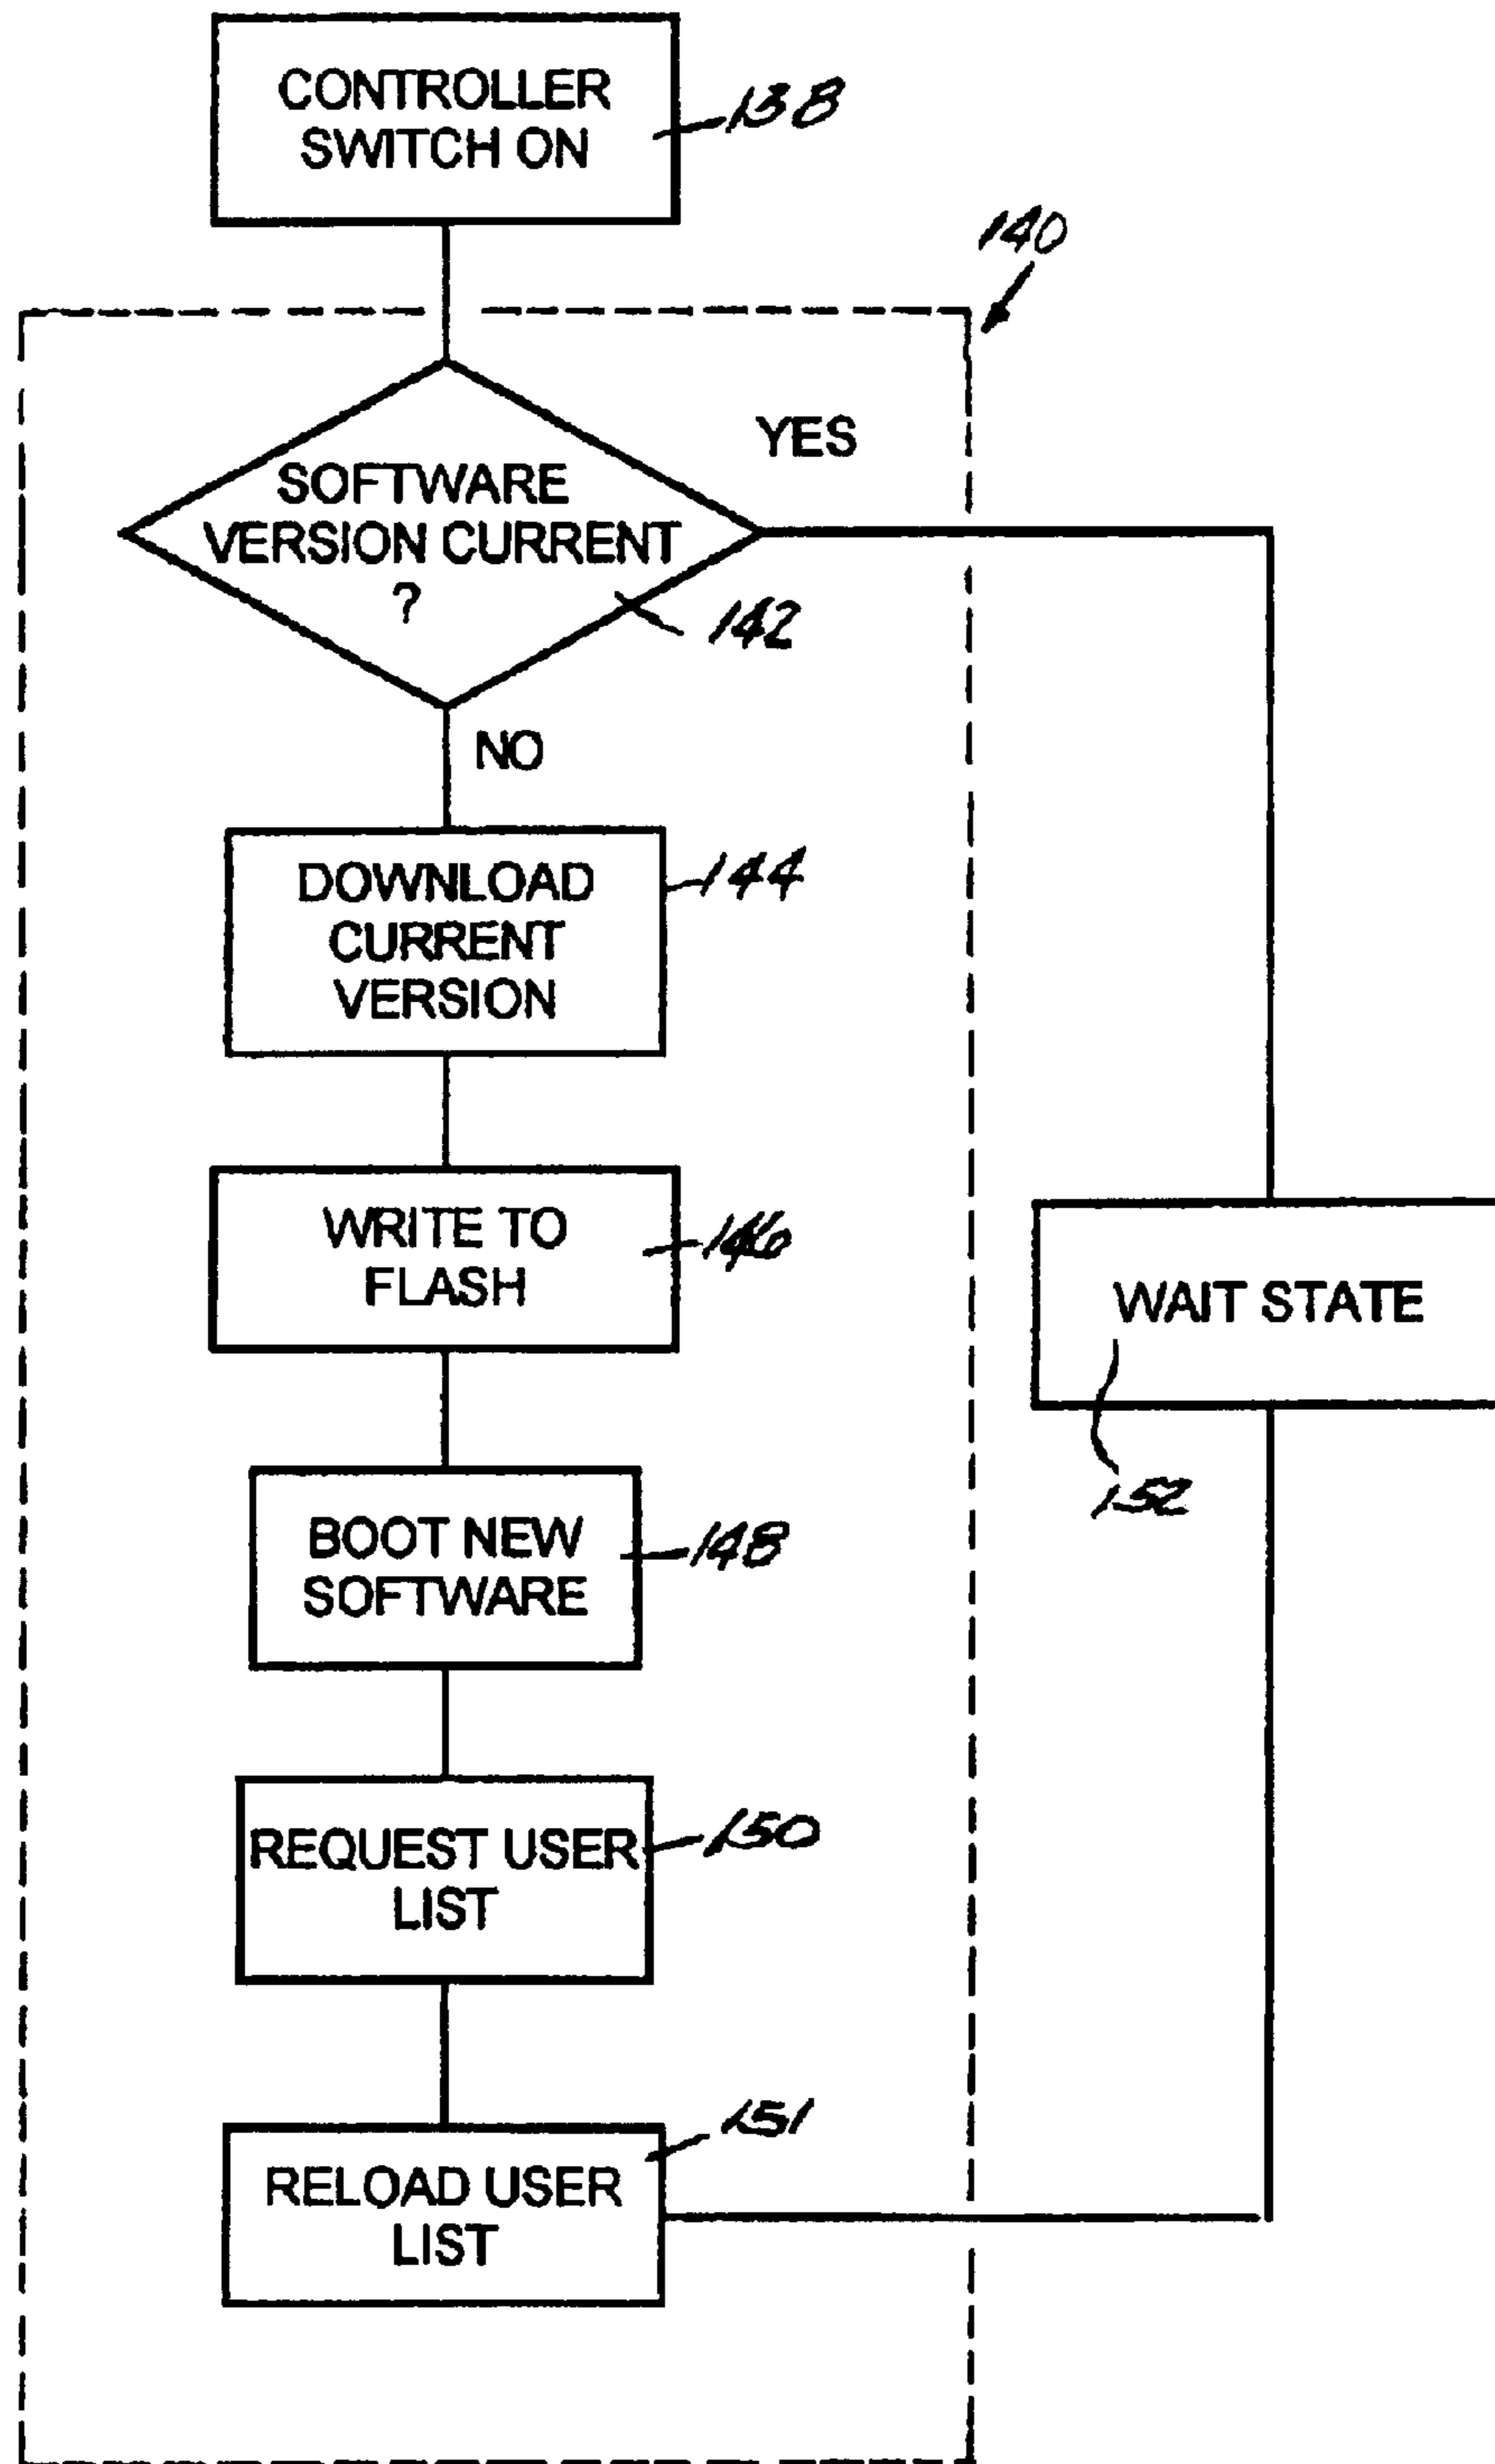 CONTROLLER
SWITCH ON
138
140
YES
SOFTWARE
VERSION CURRENT
?
142
NO
DOWNLOAD
CURRENT
VERSION
144
WRITE TO
FLASH
146
WAIT STATE
152
BOOT NEW
SOFTWARE
148
REQUEST USER
LIST
150
RELOAD USER
LIST
151